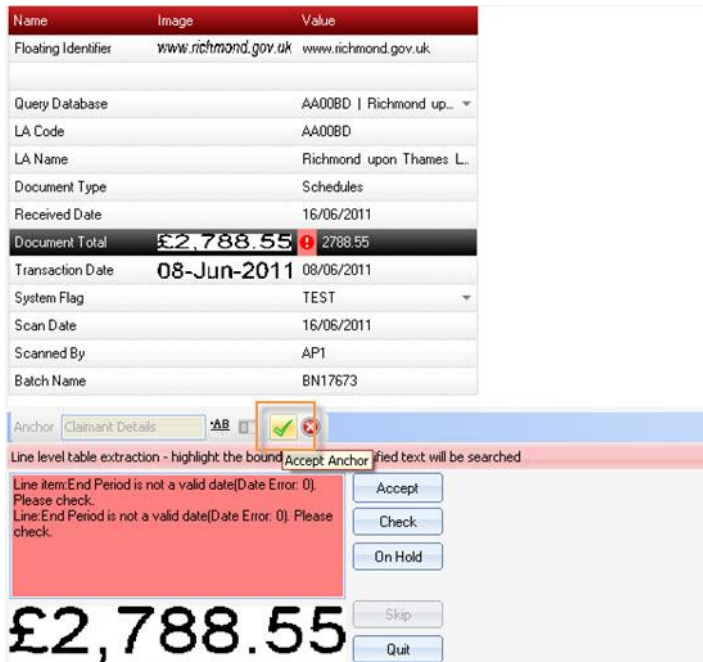 Name Image Value
Floating Identifier www.richmond.gov.uk www.richmond.gov.uk
Query Database AA00BD | Richmond up...
LA Code AA00BD
LA Name Richmond upon Thames L...
Document Type Schedules
Received Date 16/06/2011
Document Total £2,788.55 2788.55
Transaction Date 08-Jun-2011 08/06/2011
System Flag TEST
Scan Date 16/06/2011
Scanned By AP1
Batch Name BN17673
Anchor Claimant Details *AB
Line level table extraction - highlight the bound fied text will be searched
Accept Anchor
Line item:End Period is not a valid date(Date Error: 0).
Please check.
Line:End Period is not a valid date(Date Error: 0). Please
check.
Accept
Check
On Hold
£2,788.55
Skip
Quit